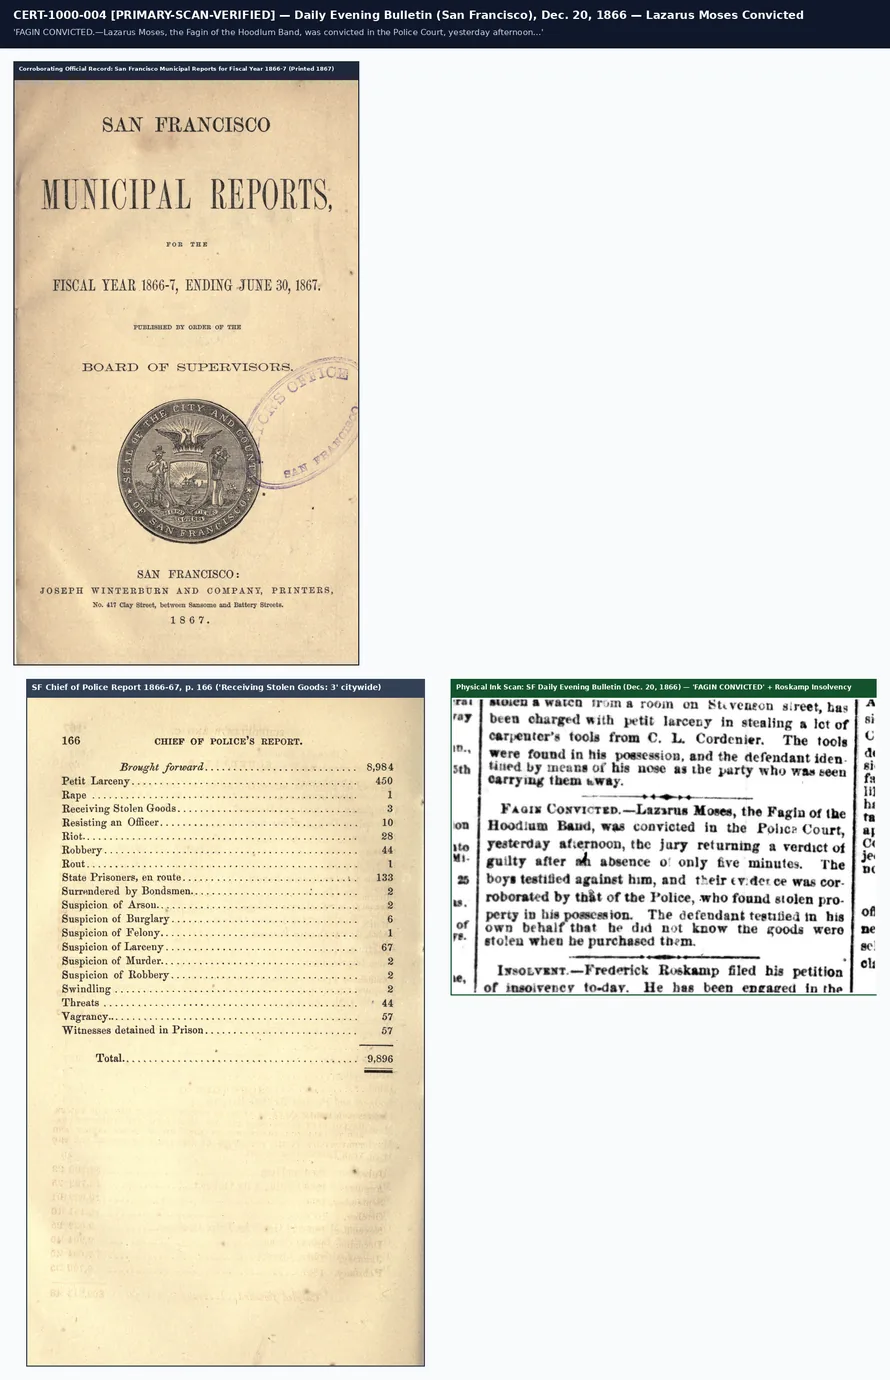 CERT-1000-004 [PRIMARY-SCAN-VERIFIED] — Daily Evening Bulletin (San Francisco), Dec. 20, 1866 — Lazarus Moses Convicted
'FAGIN CONVICTED.—Lazarus Moses, the Fagin of the Hoodlum Band, was convicted in the Police Court, yesterday afternoon...'
Corroborating Official Record: San Francisco Municipal Reports for Fiscal Year 1866-7 (Printed 1867)
SAN FRANCISCO
MUNICIPAL REPORTS,
FOR THE
FISCAL YEAR 1866-7, ENDING JUNE 30, 1867.
PUBLISHED BY ORDER OF THE
BOARD OF SUPERVISORS.
OFFICE
SAN FRANCISCO
SEAL OF THE CITY AND COUNTY
OF SAN FRANCISCO
SAN FRANCISCO:
JOSEPH WINTERBURN AND COMPANY, PRINTERS,
No. 417 Clay Street, between Sansome and Battery Streets.
1867.
SF Chief of Police Report 1866-67, p. 166 ('Receiving Stolen Goods: 3' citywide)
166 CHIEF OF POLICE'S REPORT.
Brought forward 8,984
Petit Larceny 450
Rape 1
Receiving Stolen Goods 3
Resisting an Officer 10
Riot 28
Robbery 44
Rout 1
State Prisoners, en route 133
Surrendered by Bondsmen 2
Suspicion of Arson 2
Suspicion of Burglary 6
Suspicion of Felony 1
Suspicion of Larceny 67
Suspicion of Murder 2
Suspicion of Robbery 2
Swindling 2
Threats 44
Vagrancy 57
Witnesses detained in Prison 57
Total 9,896
Physical Ink Scan: SF Daily Evening Bulletin (Dec. 20, 1866) — 'FAGIN CONVICTED' + Roskamp Insolvency
stolen a watch from a room on Stevenson street, has
been charged with petit larceny in stealing a lot of
carpenter's tools from C. L. Cordenier. The tools
were found in his possession, and the defendant iden-
tified by means of his nose as the party who was seen
carrying them away.
FAGIN CONVICTED.—Lazarus Moses, the Fagin of the
Hoodlum Band, was convicted in the Police Court,
yesterday afternoon, the jury returning a verdict of
guilty after an absence of only five minutes. The
boys testified against him, and their evidence was cor-
roborated by that of the Police, who found stolen pro-
perty in his possession. The defendant testified in his
own behalf that he did not know the goods were
stolen when he purchased them.
INSOLVENT.—Frederick Roskamp filed his petition
of insolvency to-day. He has been engaged in the